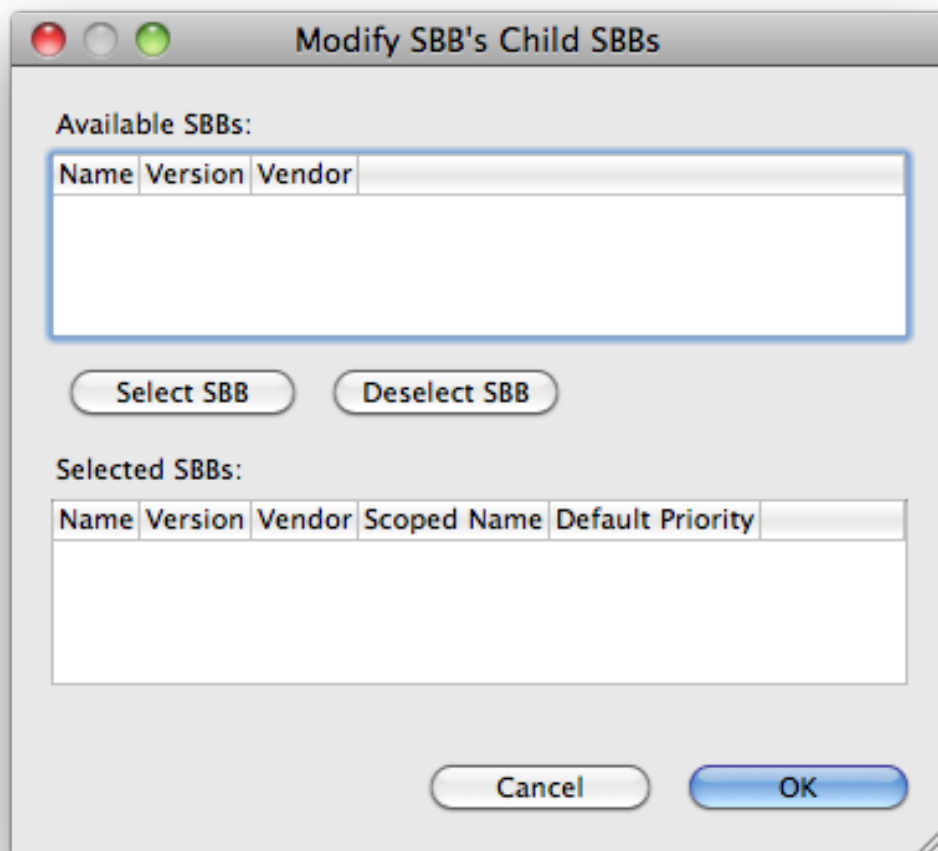 Modify SBB's Child SBBs
Available SBBs:
Name Version Vendor
Select SBB Deselect SBB
Selected SBBs:
Name Version Vendor Scoped Name Default Priority
Cancel OK